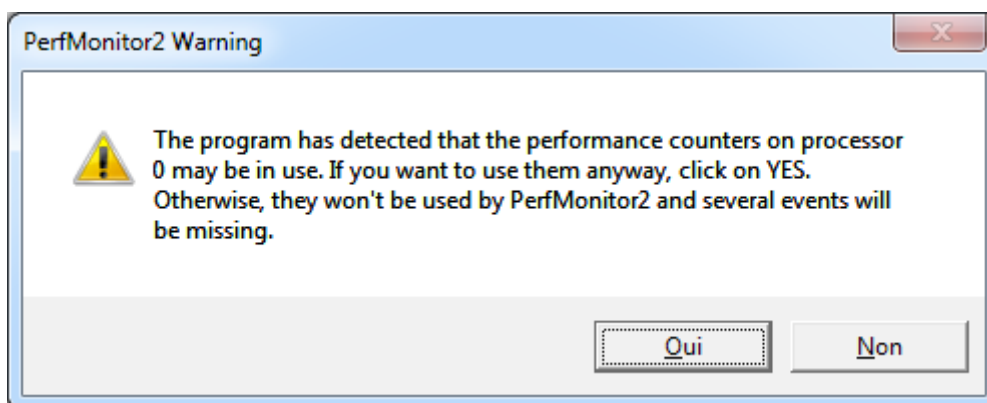 PerfMonitor2 Warning
The program has detected that the performance counters on processor
0 may be in use. If you want to use them anyway, click on YES.
Otherwise, they won't be used by PerfMonitor2 and several events will
be missing.
Oui
Non